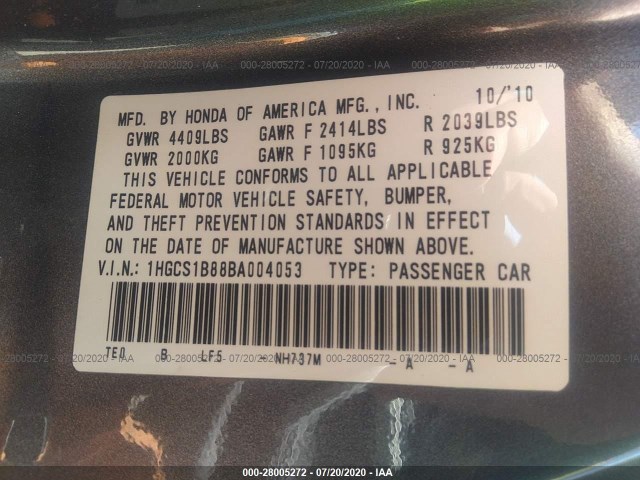 000-28005272 - 07/20/2020 - IAA
MFD. BY HONDA OF AMERICA MFG., INC. 10/'10
GVWR 4409LBS GAWR F 2414LBS R 2039LBS
GVWR 2000KG GAWR F 1095KG R 925KG
THIS VEHICLE CONFORMS TO ALL APPLICABLE
FEDERAL MOTOR VEHICLE SAFETY, BUMPER,
AND THEFT PREVENTION STANDARDS IN EFFECT
ON THE DATE OF MANUFACTURE SHOWN ABOVE.
V.I.N.: 1HGCS1B88BA004053 TYPE: PASSENGER CAR
TE0 B LF5 - NH737M - A - A
000-28005272 - 07/20/2020 - IAA